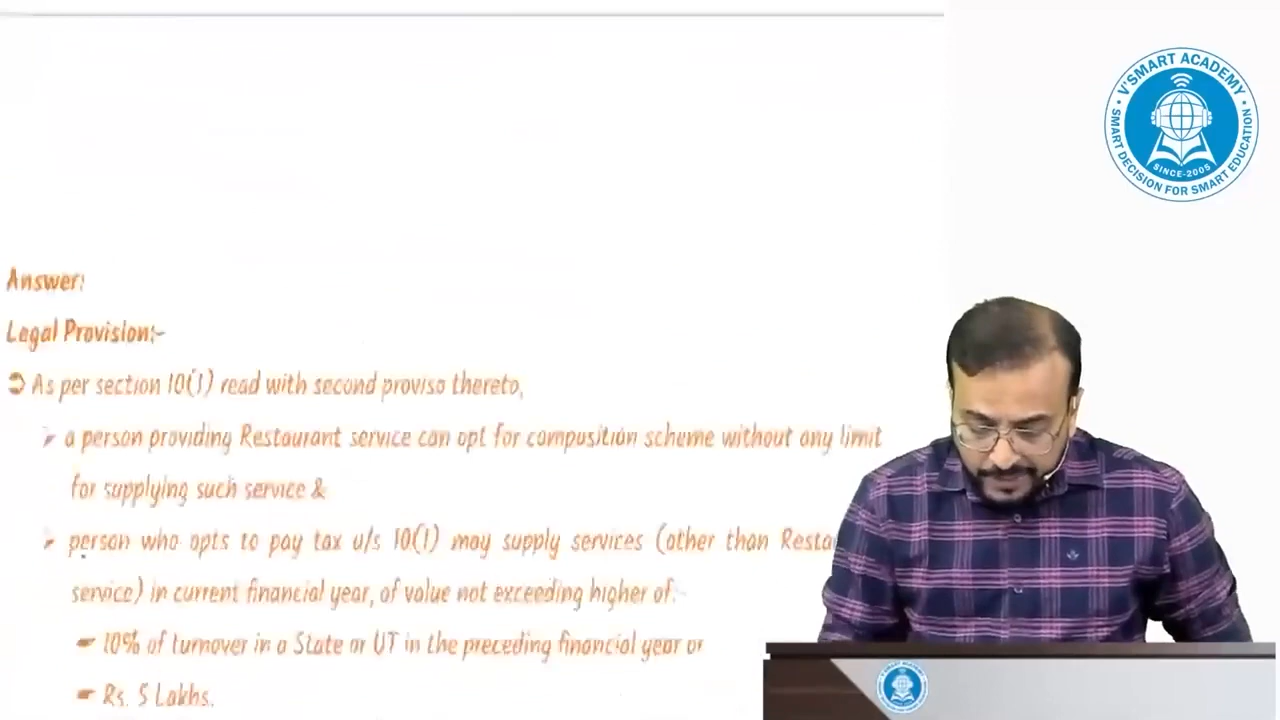 V'SMART ACADEMY
SMART DECISION FOR SMART EDUCATION
SINCE-2005
Answer:
Legal Provision:-
➲ As per section 10(1) read with second proviso thereto,
➢ a person providing Restaurant service can opt for composition scheme without any limit
for supplying such service &
➢ person who opts to pay tax u/s 10(1) may supply services (other than
service) in current financial year, of value not exceeding higher of:-
☛ 10% of turnover in a State or UT in the preceding financial year or
☛ Rs. 5 Lakhs.